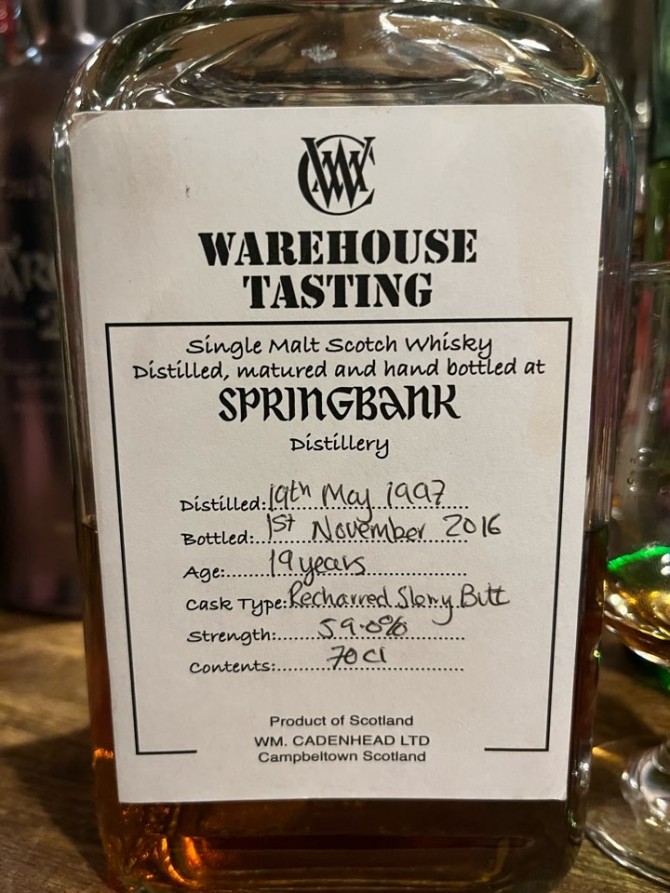 WAREHOUSE
TASTING
Single Malt Scotch Whisky
Distilled, matured and hand bottled at
SPRINGBANK
Distillery
Distilled: 19th May 1997
Bottled: 1st November 2016
Age: 19 years
Cask Type: Recharred Sherry Butt
Strength: 59.0%
Contents: 70cl
Product of Scotland
WM. CADENHEAD LTD
Campbeltown Scotland